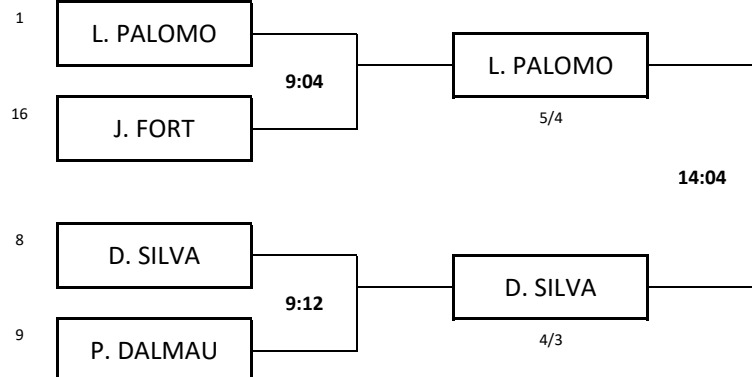 1
L. PALOMO
9:04
L. PALOMO
16
J. FORT
5/4
14:04
8
D. SILVA
9:12
D. SILVA
9
P. DALMAU
4/3